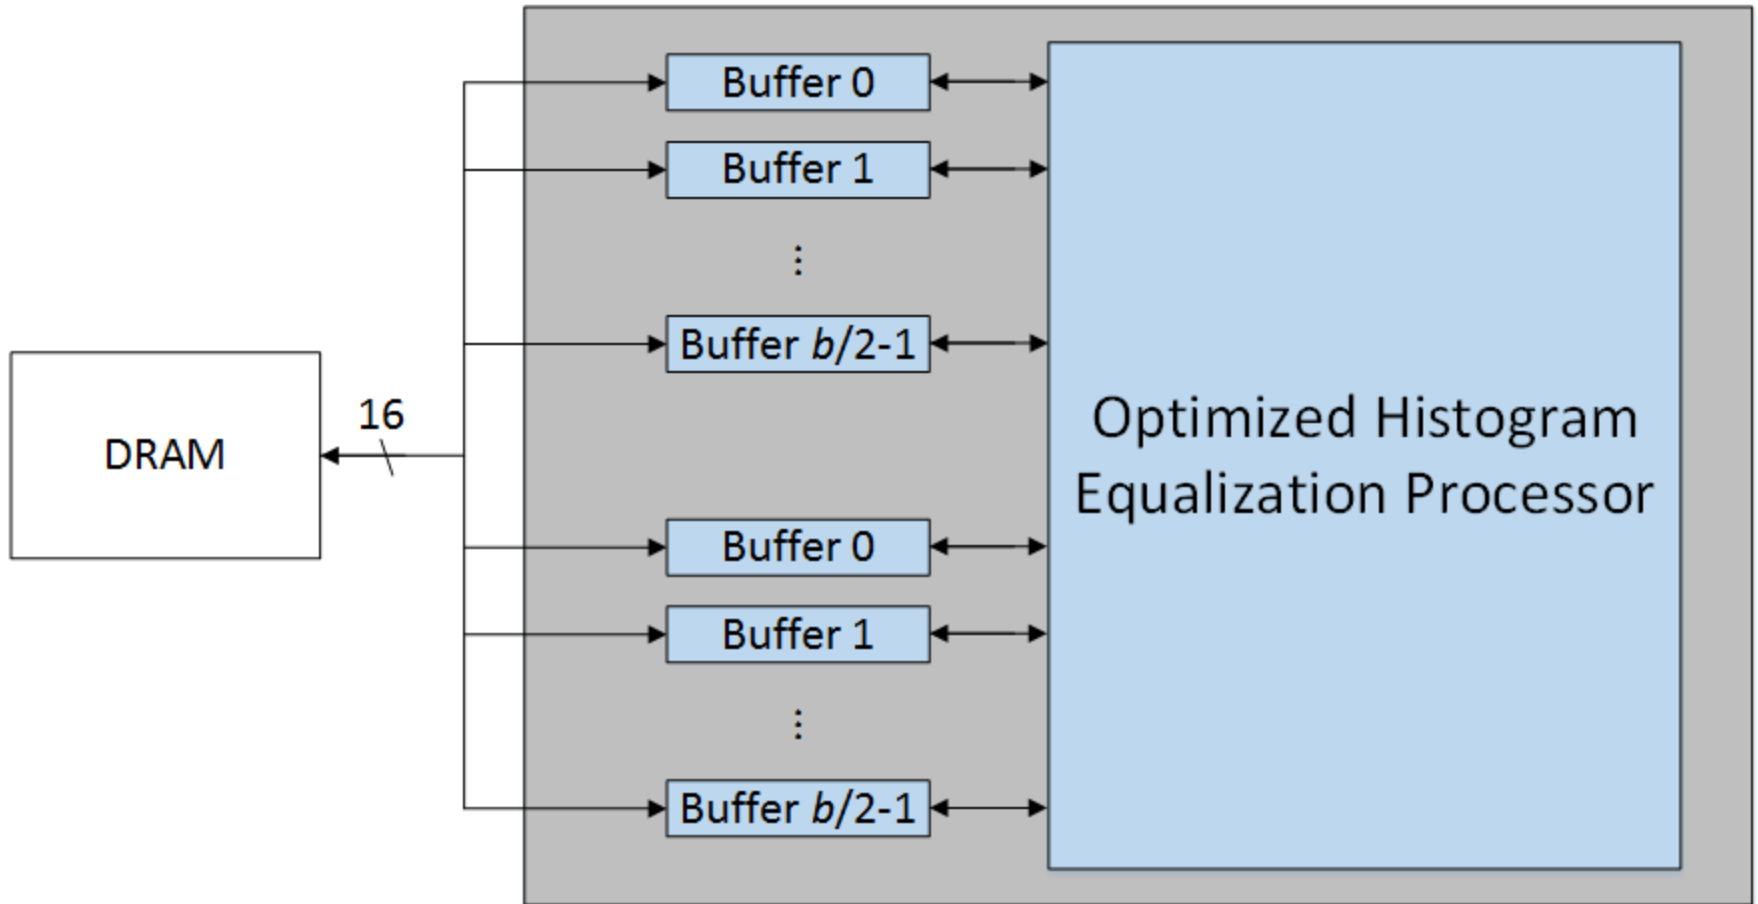 Buffer 0
Buffer 1
⋮
Buffer b/2-1
16
DRAM
Optimized Histogram
Equalization Processor
Buffer 0
Buffer 1
⋮
Buffer b/2-1